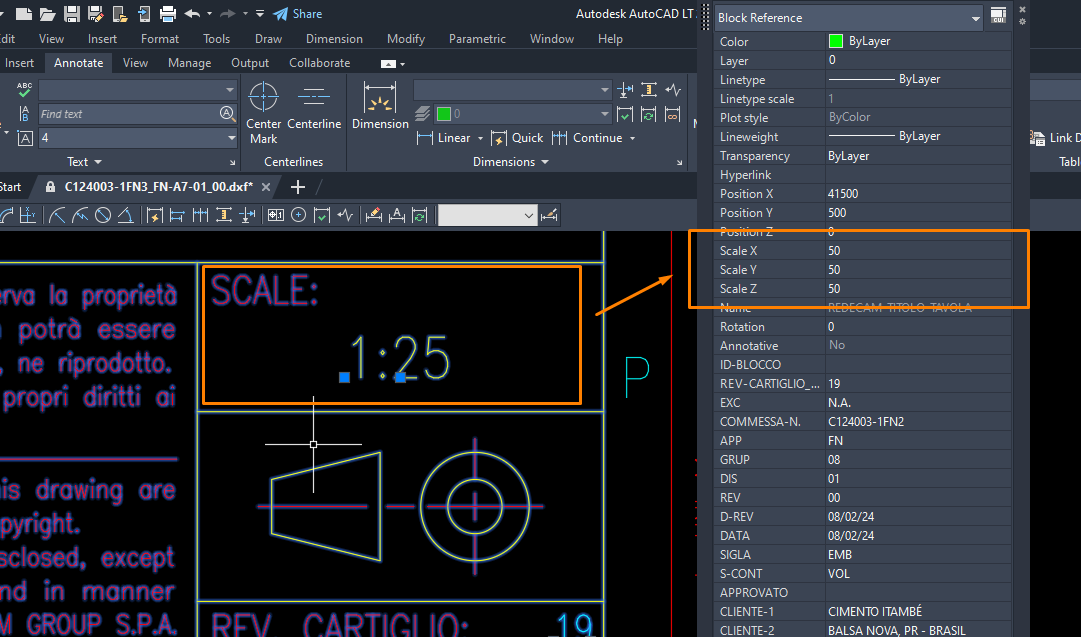 Share
Autodesk AutoCAD LT
dit View Insert Format Tools Draw Dimension Modify Parametric Window Help
Insert Annotate View Manage Output Collaborate
ABC
Find text
A
4
Text
Center Mark
Centerline
Centerlines
Dimension
0
Linear Quick Continue
Dimensions
Link D
Tabl
Start C124003-1FN3_FN-A7-01_00.dxf*
erva la proprietà
potrà essere
, ne riprodotto.
propri diritti ai
his drawing are
pyright.
sclosed, except
nd in manner
M GROUP S.P.A.
SCALE:
1:25
REV. CARTIGLIO: 19
P
Block Reference
Color ByLayer
Layer 0
Linetype ByLayer
Linetype scale 1
Plot style ByColor
Lineweight ByLayer
Transparency ByLayer
Hyperlink
Position X 41500
Position Y 500
Position Z 0
Scale X 50
Scale Y 50
Scale Z 50
Name REDECAM_TITOLO_TAVOLA
Rotation 0
Annotative No
ID-BLOCCO
REV-CARTIGLIO_... 19
EXC N.A.
COMMESSA-N. C124003-1FN2
APP FN
GRUP 08
DIS 01
REV 00
D-REV 08/02/24
DATA 08/02/24
SIGLA EMB
S-CONT VOL
APPROVATO
CLIENTE-1 CIMENTO ITAMBÉ
CLIENTE-2 BALSA NOVA, PR - BRASIL